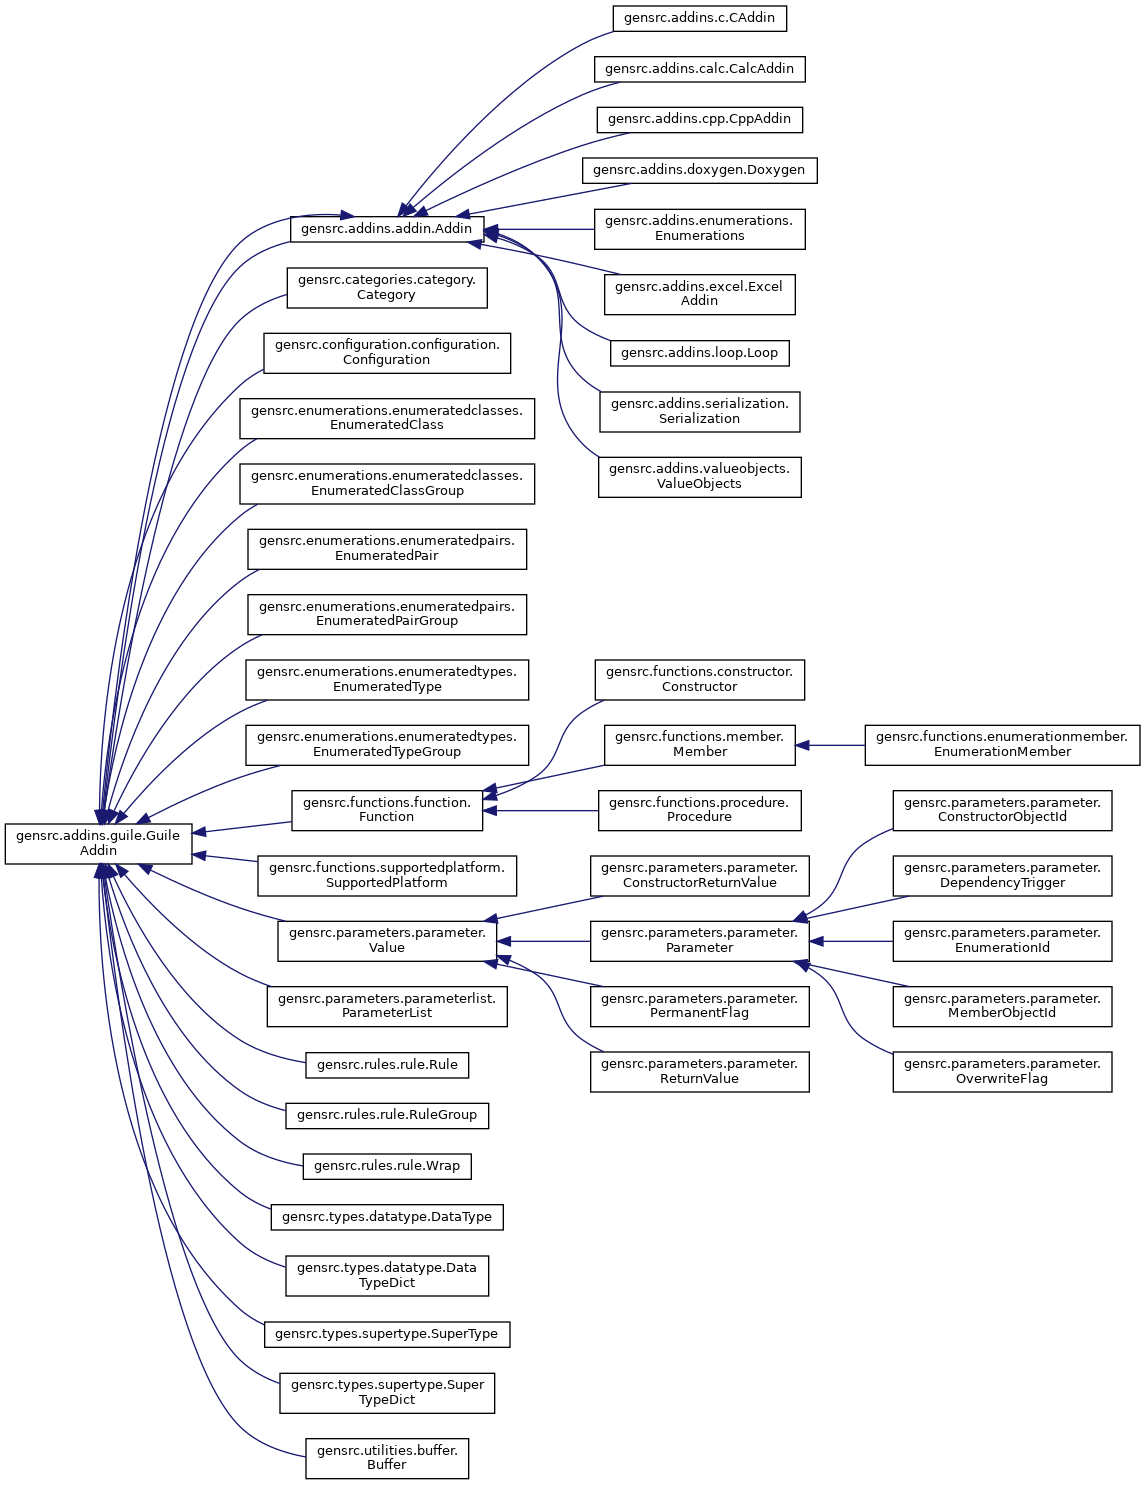 gensrc.addins.c.CAddin
gensrc.addins.calc.CalcAddin
gensrc.addins.cpp.CppAddin
gensrc.addins.doxygen.Doxygen
gensrc.addins.enumerations.
Enumerations
gensrc.addins.addin.Addin
gensrc.addins.excel.Excel
Addin
gensrc.categories.category.
Category
gensrc.addins.loop.Loop
gensrc.configuration.configuration.
Configuration
gensrc.addins.serialization.
Serialization
gensrc.enumerations.enumeratedclasses.
EnumeratedClass
gensrc.addins.valueobjects.
ValueObjects
gensrc.enumerations.enumeratedclasses.
EnumeratedClassGroup
gensrc.enumerations.enumeratedpairs.
EnumeratedPair
gensrc.enumerations.enumeratedpairs.
EnumeratedPairGroup
gensrc.enumerations.enumeratedtypes.
EnumeratedType
gensrc.functions.constructor.
Constructor
gensrc.enumerations.enumeratedtypes.
EnumeratedTypeGroup
gensrc.functions.member.
Member
gensrc.functions.enumerationmember.
EnumerationMember
gensrc.functions.function.
Function
gensrc.functions.procedure.
Procedure
gensrc.parameters.parameter.
ConstructorObjectId
gensrc.addins.guile.Guile
Addin
gensrc.functions.supportedplatform.
SupportedPlatform
gensrc.parameters.parameter.
ConstructorReturnValue
gensrc.parameters.parameter.
DependencyTrigger
gensrc.parameters.parameter.
Value
gensrc.parameters.parameter.
Parameter
gensrc.parameters.parameter.
EnumerationId
gensrc.parameters.parameterlist.
ParameterList
gensrc.parameters.parameter.
PermanentFlag
gensrc.parameters.parameter.
MemberObjectId
gensrc.rules.rule.Rule
gensrc.parameters.parameter.
ReturnValue
gensrc.parameters.parameter.
OverwriteFlag
gensrc.rules.rule.RuleGroup
gensrc.rules.rule.Wrap
gensrc.types.datatype.DataType
gensrc.types.datatype.Data
TypeDict
gensrc.types.supertype.SuperType
gensrc.types.supertype.Super
TypeDict
gensrc.utilities.buffer.
Buffer